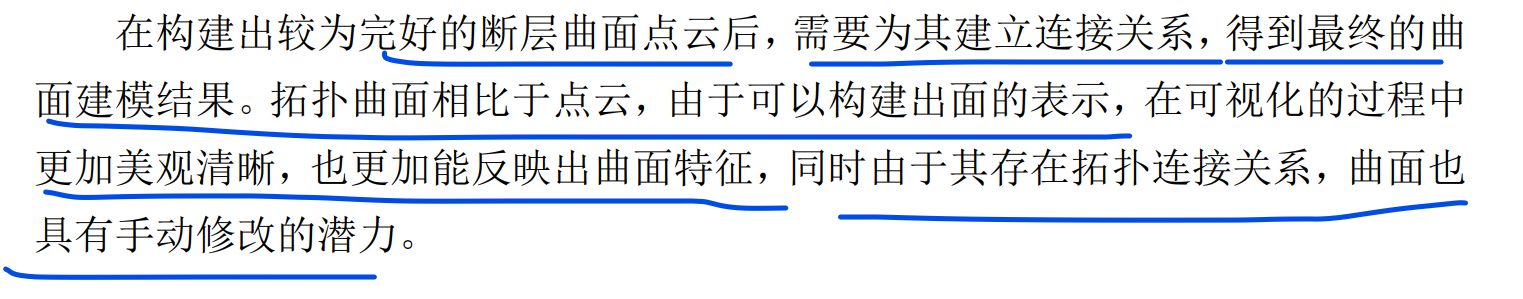 在构建出较为完好的断层曲面点云后，需要为其建立连接关系，得到最终的曲
面建模结果。拓扑曲面相比于点云，由于可以构建出面的表示，在可视化的过程中
更加美观清晰，也更加能反映出曲面特征，同时由于其存在拓扑连接关系，曲面也
具有手动修改的潜力。